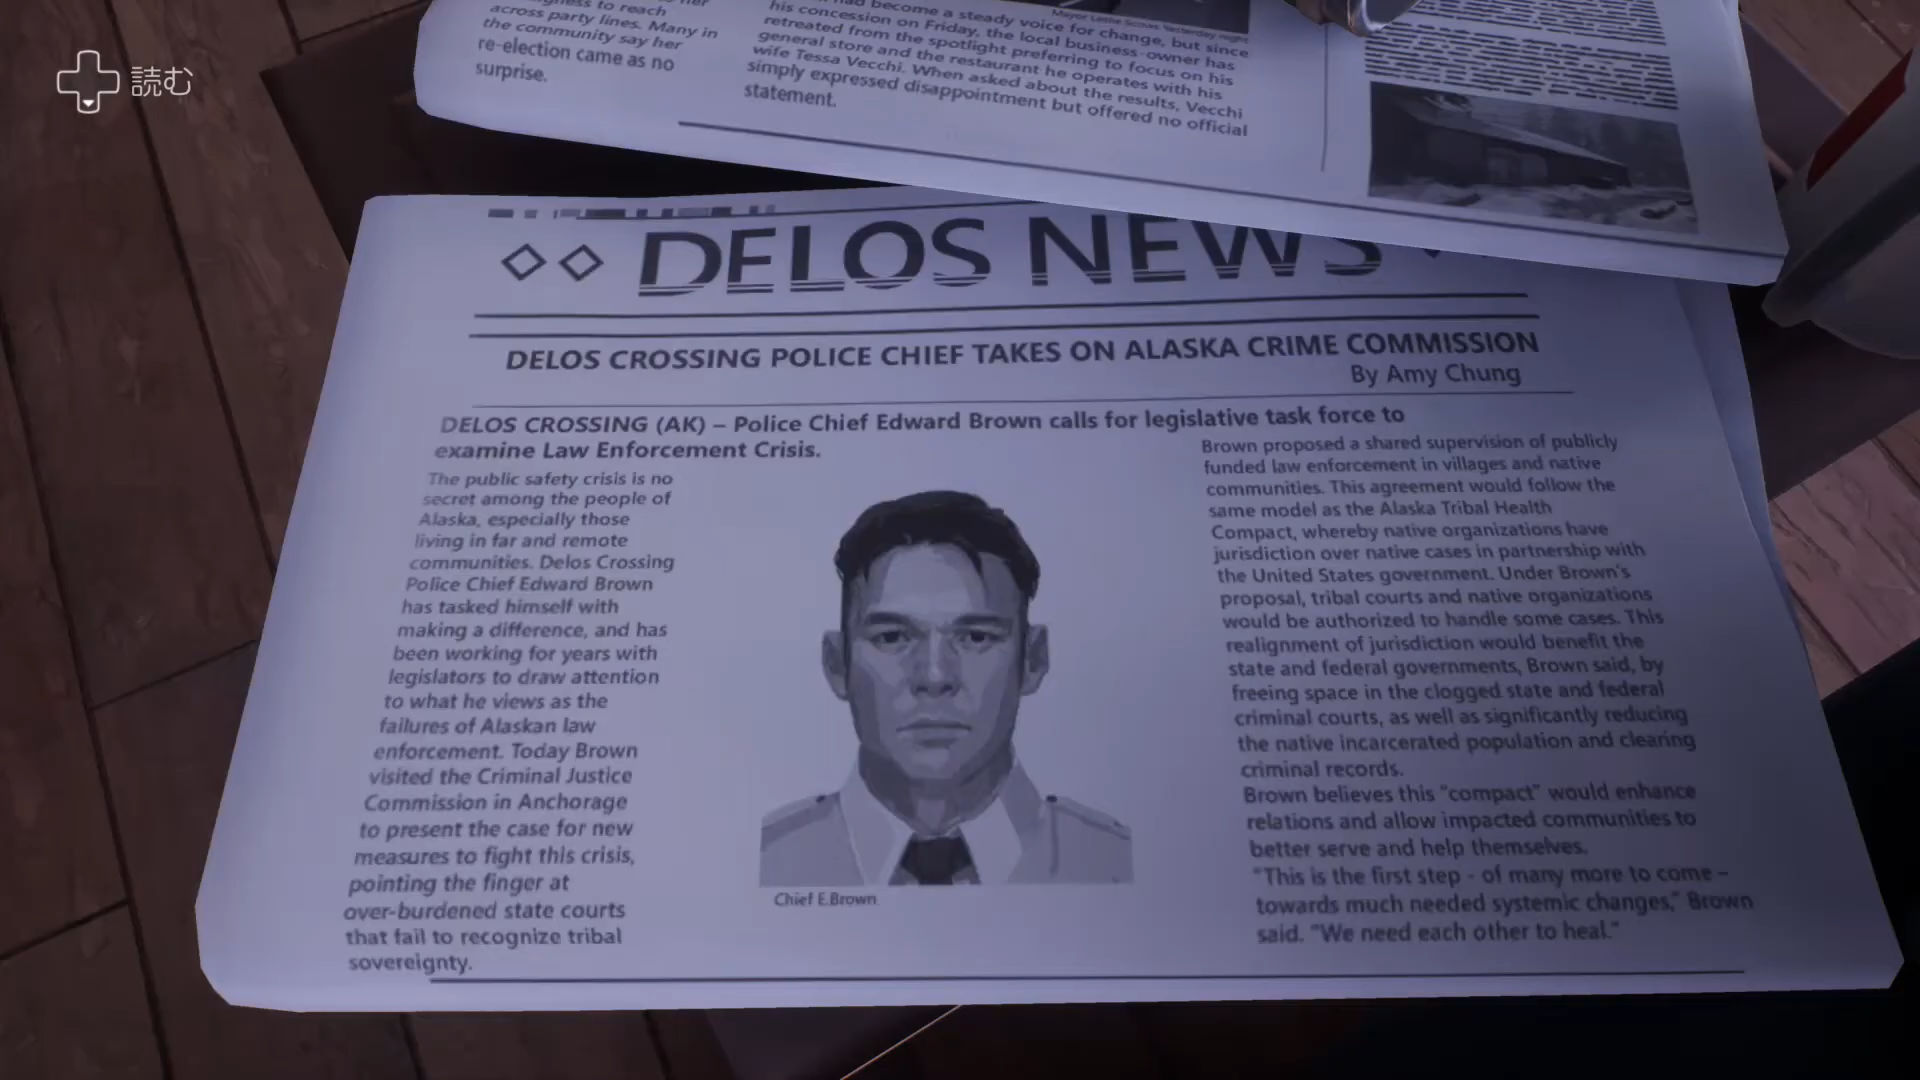 読む
across party lines. Many in
the community say her
re-election came as no
surprise.
Mayor Leslie
had become a steady voice for change, but since
his concession on Friday, the local business-owner has
retreated from the spotlight preferring to focus on his
general store and the restaurant he operates with his
wife Tessa Vecchi. When asked about the results, Vecchi
simply expressed disappointment but offered no official
statement.
DELOS NEWS
DELOS CROSSING POLICE CHIEF TAKES ON ALASKA CRIME COMMISSION
By Amy Chung
DELOS CROSSING (AK) – Police Chief Edward Brown calls for legislative task force to
examine Law Enforcement Crisis.
The public safety crisis is no
secret among the people of
Alaska, especially those
living in far and remote
communities. Delos Crossing
Police Chief Edward Brown
has tasked himself with
making a difference, and has
been working for years with
legislators to draw attention
to what he views as the
failures of Alaskan law
enforcement. Today Brown
visited the Criminal Justice
Commission in Anchorage
to present the case for new
measures to fight this crisis,
pointing the finger at
over-burdened state courts
that fail to recognize tribal
sovereignty.
Chief E.Brown
Brown proposed a shared supervision of publicly
funded law enforcement in villages and native
communities. This agreement would follow the
same model as the Alaska Tribal Health
Compact, whereby native organizations have
jurisdiction over native cases in partnership with
the United States government. Under Brown's
proposal, tribal courts and native organizations
would be authorized to handle some cases. This
realignment of jurisdiction would benefit the
state and federal governments, Brown said, by
freeing space in the clogged state and federal
criminal courts, as well as significantly reducing
the native incarcerated population and clearing
criminal records.
Brown believes this "compact" would enhance
relations and allow impacted communities to
better serve and help themselves.
"This is the first step - of many more to come –
towards much needed systemic changes," Brown
said. "We need each other to heal."